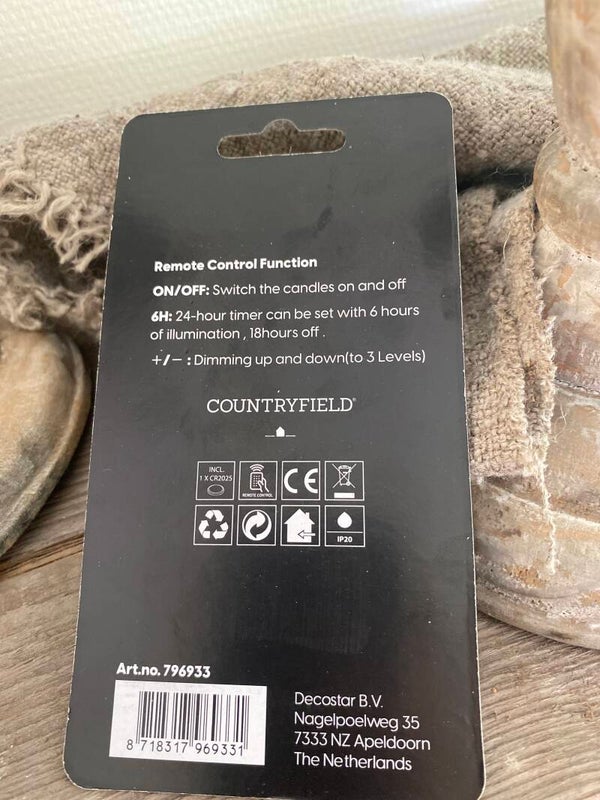 Remote Control Function
ON/OFF: Switch the candles on and off
6H: 24-hour timer can be set with 6 hours
of illumination , 18hours off .
+/− : Dimming up and down(to 3 Levels)
COUNTRYFIELD®
INCL.
1 X CR2025
REMOTE CONTROL
CE
IP20
Art.no. 796933
8 718317 969331
Decostar B.V.
Nagelpoelweg 35
7333 NZ Apeldoorn
The Netherlands